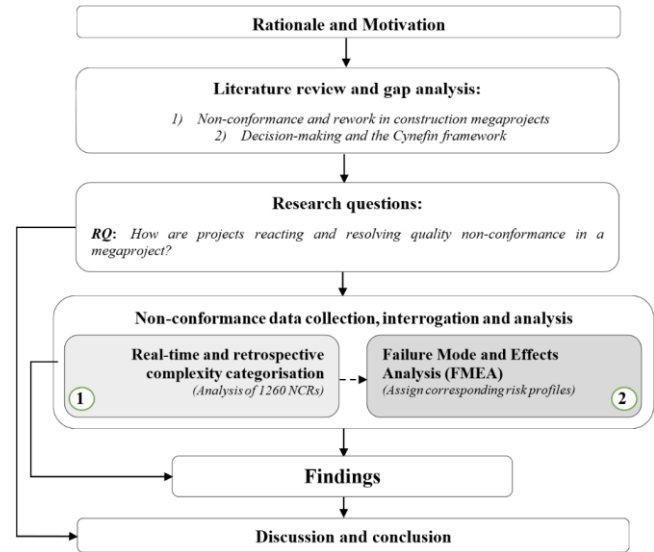 Rationale and Motivation
Literature review and gap analysis:
1) Non-conformance and rework in construction megaprojects
2) Decision-making and the Cynefin framework
Research questions:
RQ: How are projects reacting and resolving quality non-conformance in a
megaproject?
Non-conformance data collection, interrogation and analysis
Real-time and retrospective
complexity categorisation
(Analysis of 1260 NCRs)
1
Failure Mode and Effects
Analysis (FMEA)
(Assign corresponding risk profiles)
2
Findings
Discussion and conclusion